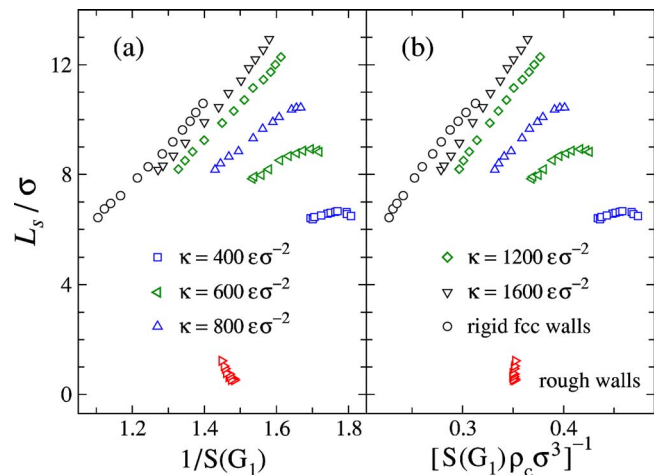 (a)
(b)
12
8
4
0
L_s / σ
κ = 400 εσ⁻²
κ = 600 εσ⁻²
κ = 800 εσ⁻²
κ = 1200 εσ⁻²
κ = 1600 εσ⁻²
rigid fcc walls
rough walls
1.2 1.4 1.6 1.8
0.3 0.4
1/S(G₁)
[S(G₁) ρ_c σ³]⁻¹